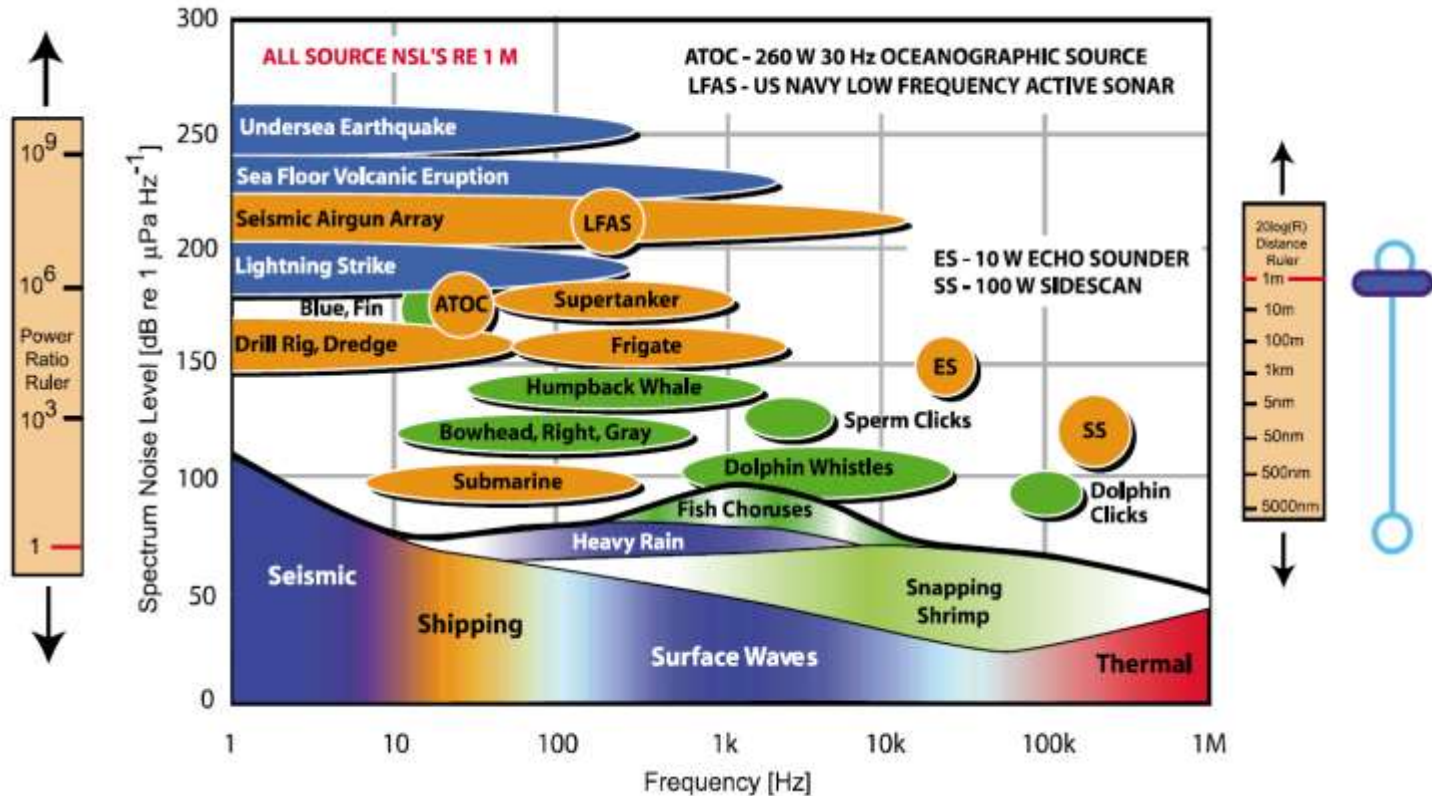 300
250
200
150
100
50
0
Spectrum Noise Level [dB re 1 µPa Hz⁻¹]
ALL SOURCE NSL'S RE 1 M
ATOC - 260 W 30 Hz OCEANOGRAPHIC SOURCE
LFAS - US NAVY LOW FREQUENCY ACTIVE SONAR
Undersea Earthquake
Sea Floor Volcanic Eruption
Seismic Airgun Array
LFAS
Lightning Strike
ES - 10 W ECHO SOUNDER
SS - 100 W SIDESCAN
Blue, Fin
ATOC
Supertanker
Drill Rig, Dredge
Frigate
ES
Humpback Whale
Sperm Clicks
SS
Bowhead, Right, Gray
Dolphin Whistles
Submarine
Dolphin
Clicks
Fish Choruses
Heavy Rain
Seismic
Snapping
Shrimp
Shipping
Surface Waves
Thermal
1
10
100
1k
10k
100k
1M
Frequency [Hz]
10⁹
10⁶
Power
Ratio
Ruler
10³
1
20log(R)
Distance
Ruler
1m
10m
100m
1km
5nm
50nm
500nm
5000nm